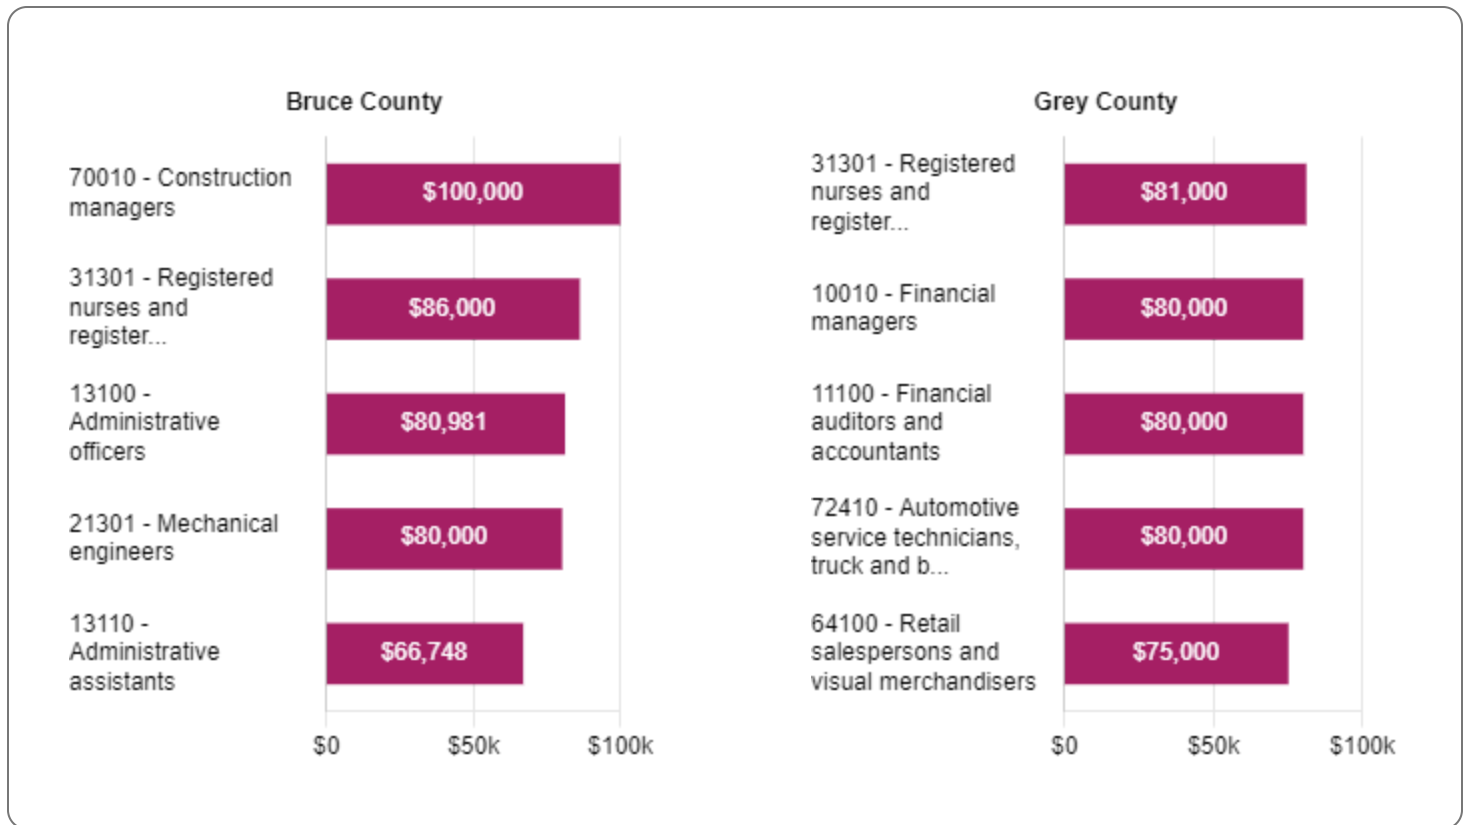 Bruce County
70010 - Construction
managers
$100,000
31301 - Registered
nurses and
register...
$86,000
13100 -
Administrative
officers
$80,981
21301 - Mechanical
engineers
$80,000
13110 -
Administrative
assistants
$66,748
$0 $50k $100k
Grey County
31301 - Registered
nurses and
register...
$81,000
10010 - Financial
managers
$80,000
11100 - Financial
auditors and
accountants
$80,000
72410 - Automotive
service technicians,
truck and b...
$80,000
64100 - Retail
salespersons and
visual merchandisers
$75,000
$0 $50k $100k